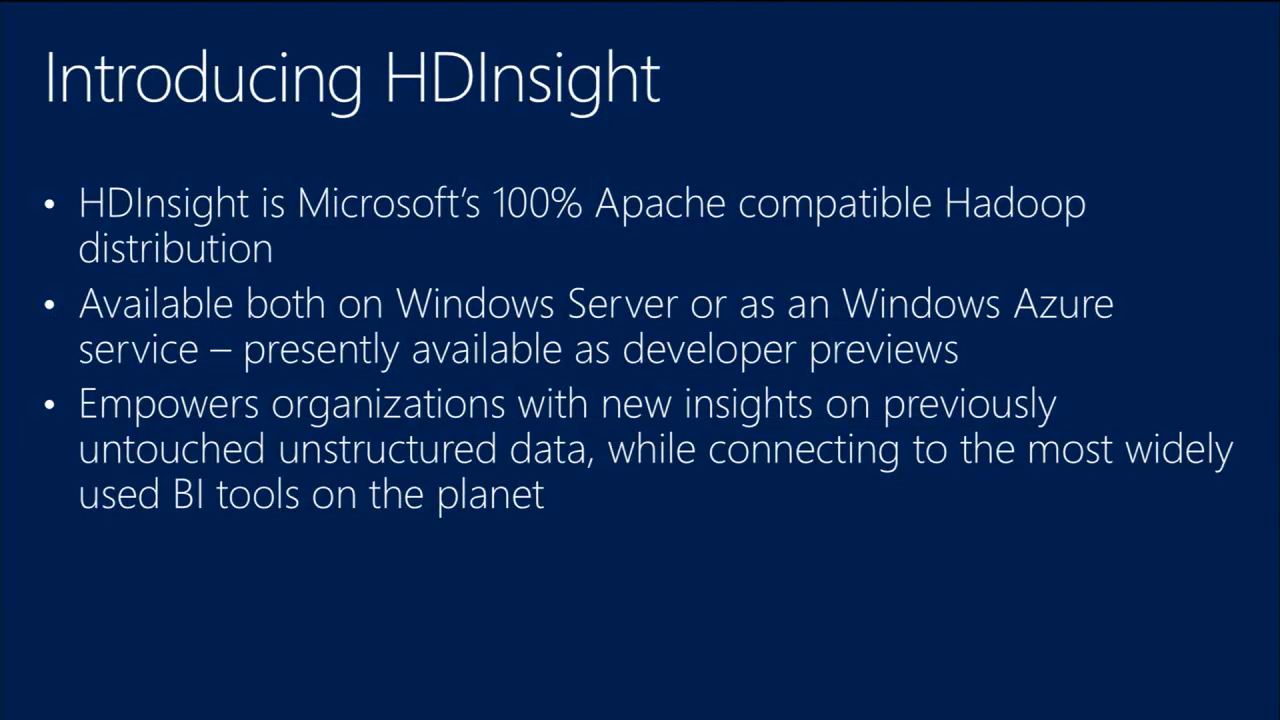 Introducing HDInsight
• HDInsight is Microsoft's 100% Apache compatible Hadoop
distribution
• Available both on Windows Server or as an Windows Azure
service – presently available as developer previews
• Empowers organizations with new insights on previously
untouched unstructured data, while connecting to the most widely
used BI tools on the planet